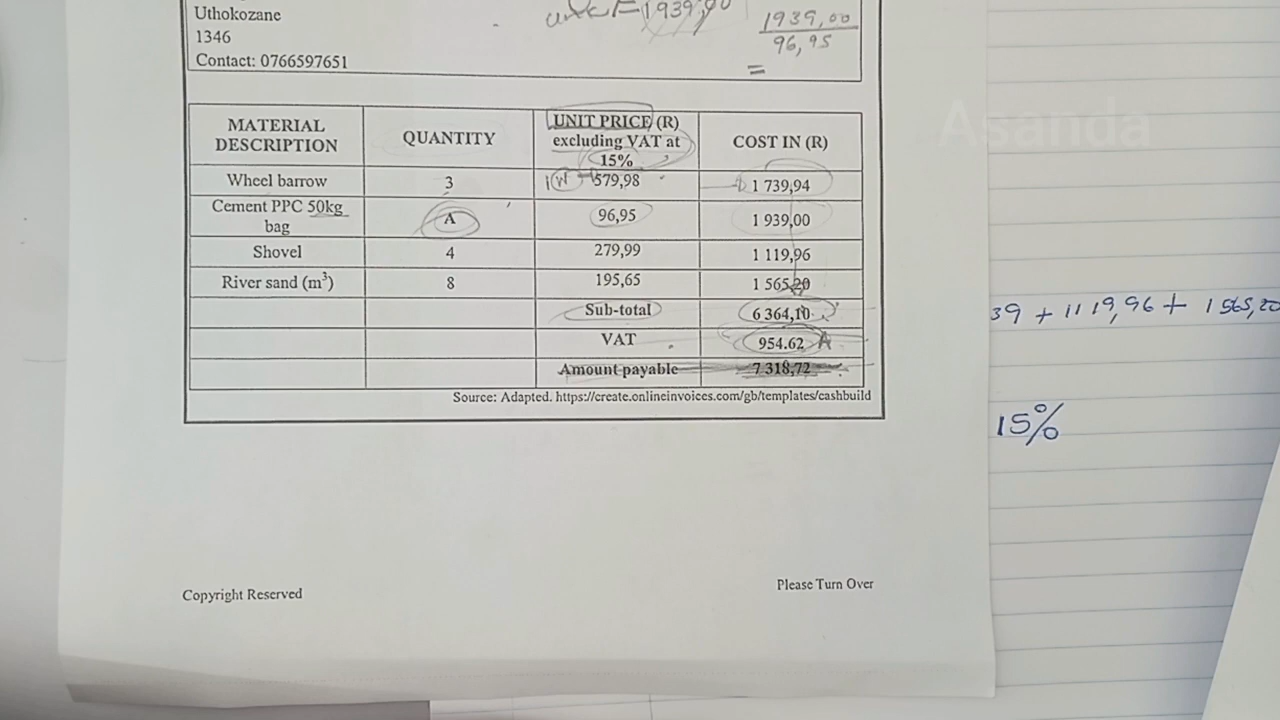 Uthokozane
1346
Contact: 0766597651
=1939,00
1939,00
96,95
=
Asanda
MATERIAL DESCRIPTION QUANTITY UNIT PRICE (R) excluding VAT at 15% COST IN (R)
Wheel barrow 3 579,98 1 739,94
Cement PPC 50kg bag A 96,95 1 939,00
Shovel 4 279,99 1 119,96
River sand (m³) 8 195,65 1 565,20
Sub-total 6 364,10
VAT 954.62 A
Amount payable 7 318,72
Source: Adapted. https://create.onlineinvoices.com/gb/templates/cashbuild
39 + 1119,96 + 1565,20
15%
Copyright Reserved
Please Turn Over